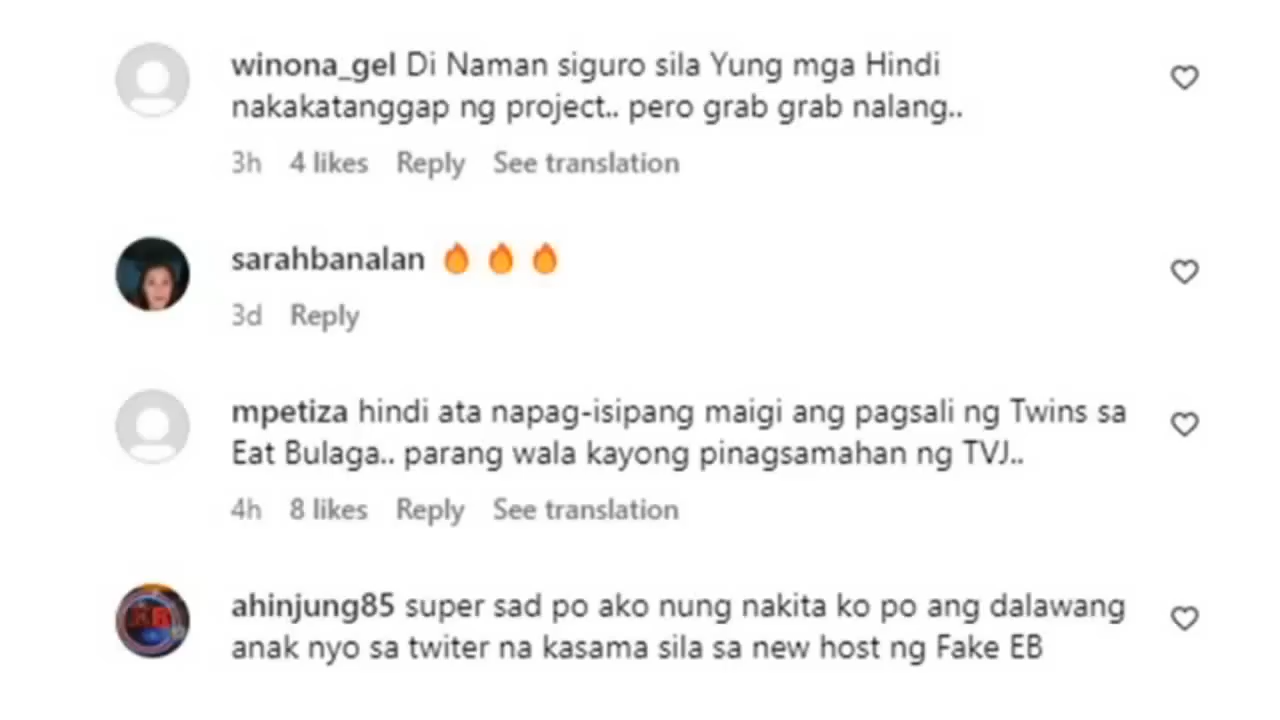 winona_gel Di Naman siguro sila Yung mga Hindi
nakakatanggap ng project.. pero grab grab nalang..
3h 4 likes Reply See translation
sarahbanalan 🔥 🔥 🔥
3d Reply
mpetiza hindi ata napag-isipang maigi ang pagsali ng Twins sa
Eat Bulaga.. parang wala kayong pinagsamahan ng TVJ..
4h 8 likes Reply See translation
ahinjung85 super sad po ako nung nakita ko po ang dalawang
anak nyo sa twiter na kasama sila sa new host ng Fake EB